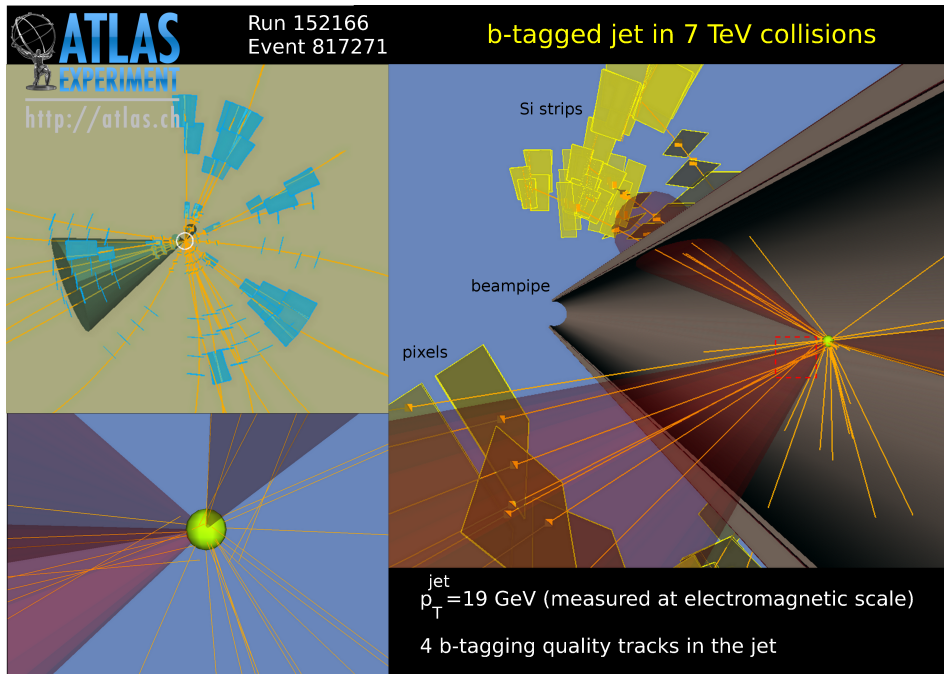 ATLAS
EXPERIMENT
http://atlas.ch
Run 152166
Event 817271
b-tagged jet in 7 TeV collisions
Si strips
beampipe
pixels
p_T^jet=19 GeV (measured at electromagnetic scale)
4 b-tagging quality tracks in the jet